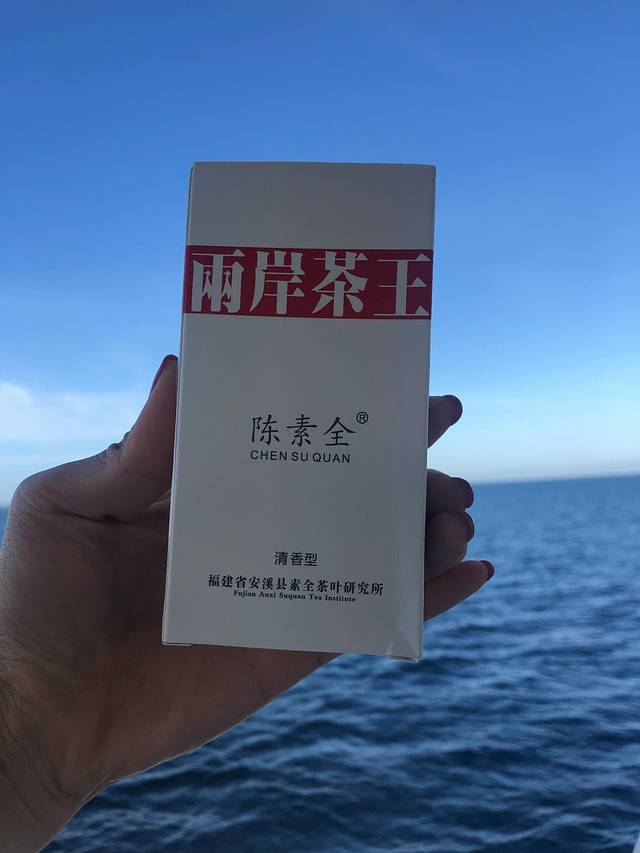 兩岸茶王
陈素全®
CHEN SU QUAN
清香型
福建省安溪县素全茶叶研究所
Fujian Anxi Suquan Tea Institute